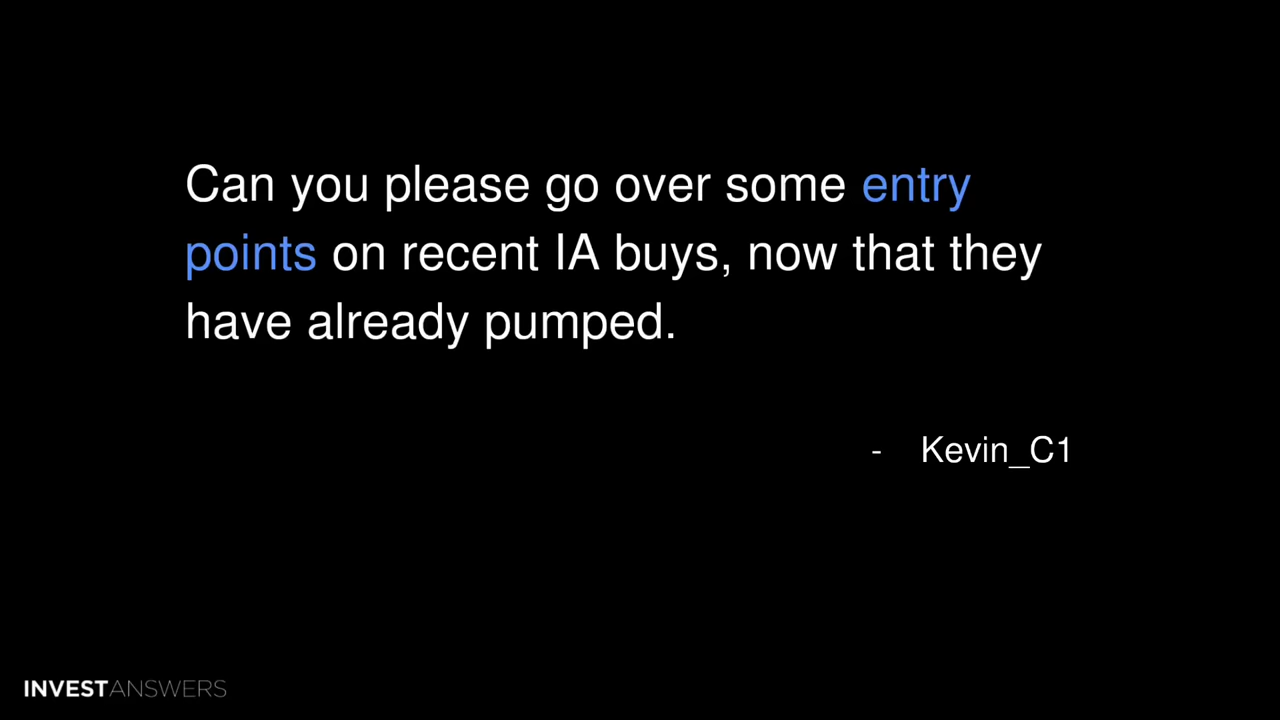 Can you please go over some entry
points on recent IA buys, now that they
have already pumped.
- Kevin_C1
INVESTANSWERS